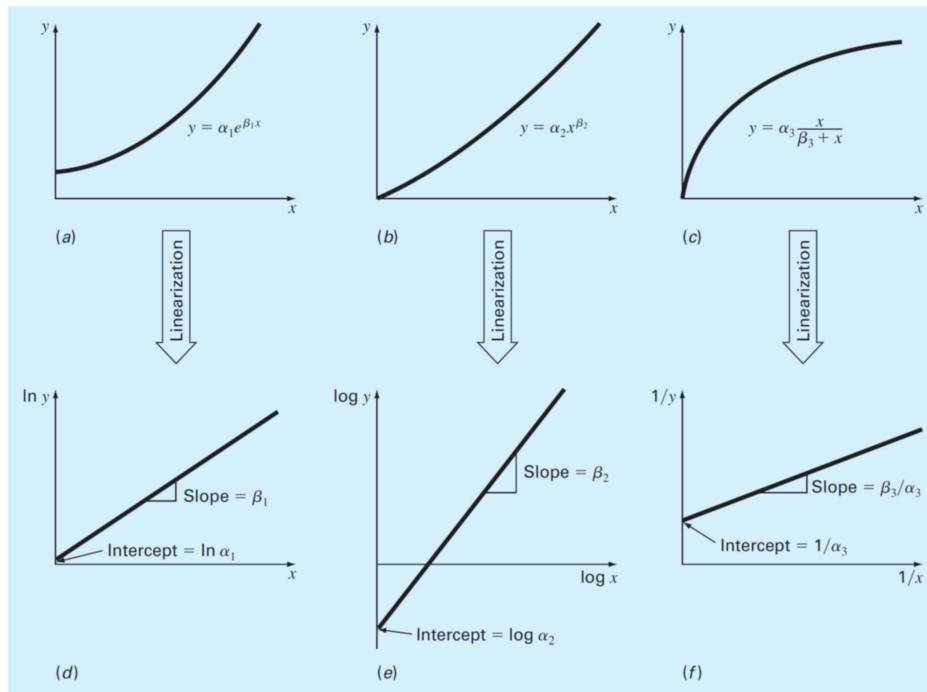 y
y
y
y = α₁e^{β₁x}
y = α₂x^{β₂}
y = α₃ x/(β₃ + x)
x
x
x
(a)
(b)
(c)
Linearization
Linearization
Linearization
ln y
log y
1/y
Slope = β₁
Slope = β₂
Slope = β₃/α₃
Intercept = ln α₁
Intercept = 1/α₃
x
log x
1/x
Intercept = log α₂
(d)
(e)
(f)